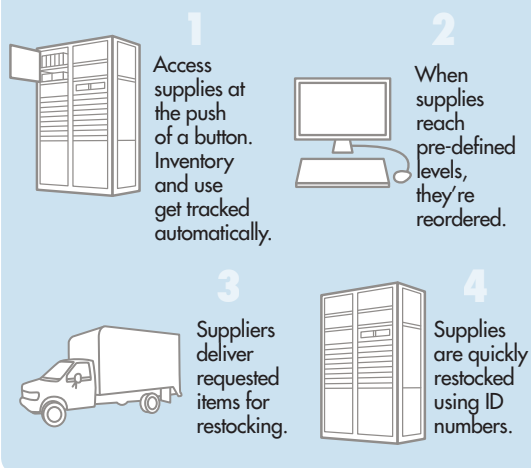 1
Access
supplies at
the push
of a button.
Inventory
and use
get tracked
automatically.
2
When
supplies
reach
pre-defined
levels,
they're
reordered.
3
Suppliers
deliver
requested
items for
restocking.
4
Supplies
are quickly
restocked
using ID
numbers.